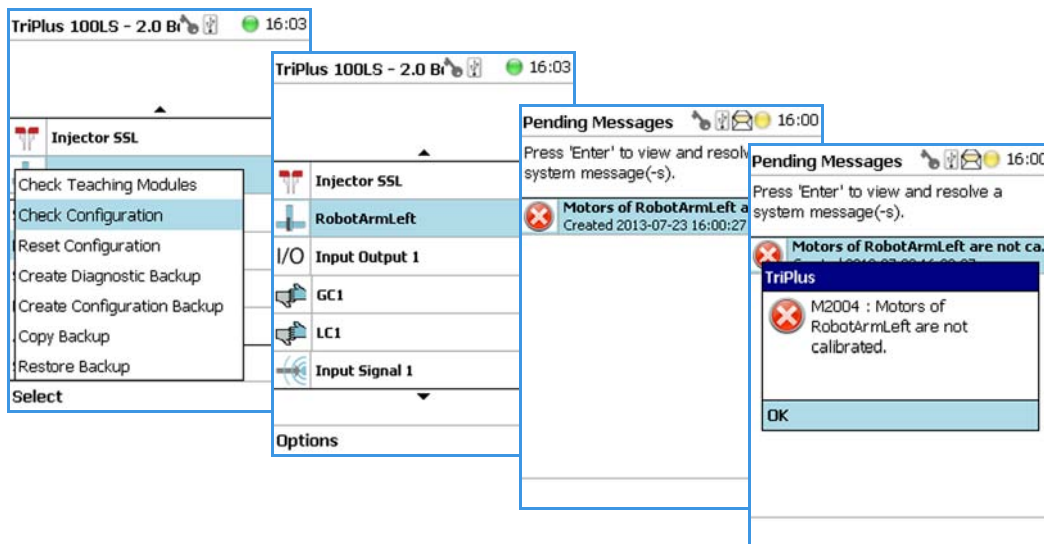 TriPlus 100LS - 2.0 B
16:03
Injector SSL
Check Teaching Modules
Check Configuration
Reset Configuration
Create Diagnostic Backup
Create Configuration Backup
Copy Backup
Restore Backup
Select
TriPlus 100LS - 2.0 B
16:03
Injector SSL
RobotArmLeft
I/O Input Output 1
GC1
LC1
Input Signal 1
Options
Pending Messages 16:00
Press 'Enter' to view and resolv
system message(-s).
Motors of RobotArmLeft a
Created 2013-07-23 16:00:27
Pending Messages 16:00
Press 'Enter' to view and resolve a
system message(-s).
Motors of RobotArmLeft are not ca..
TriPlus
M2004 : Motors of
RobotArmLeft are not
calibrated.
OK